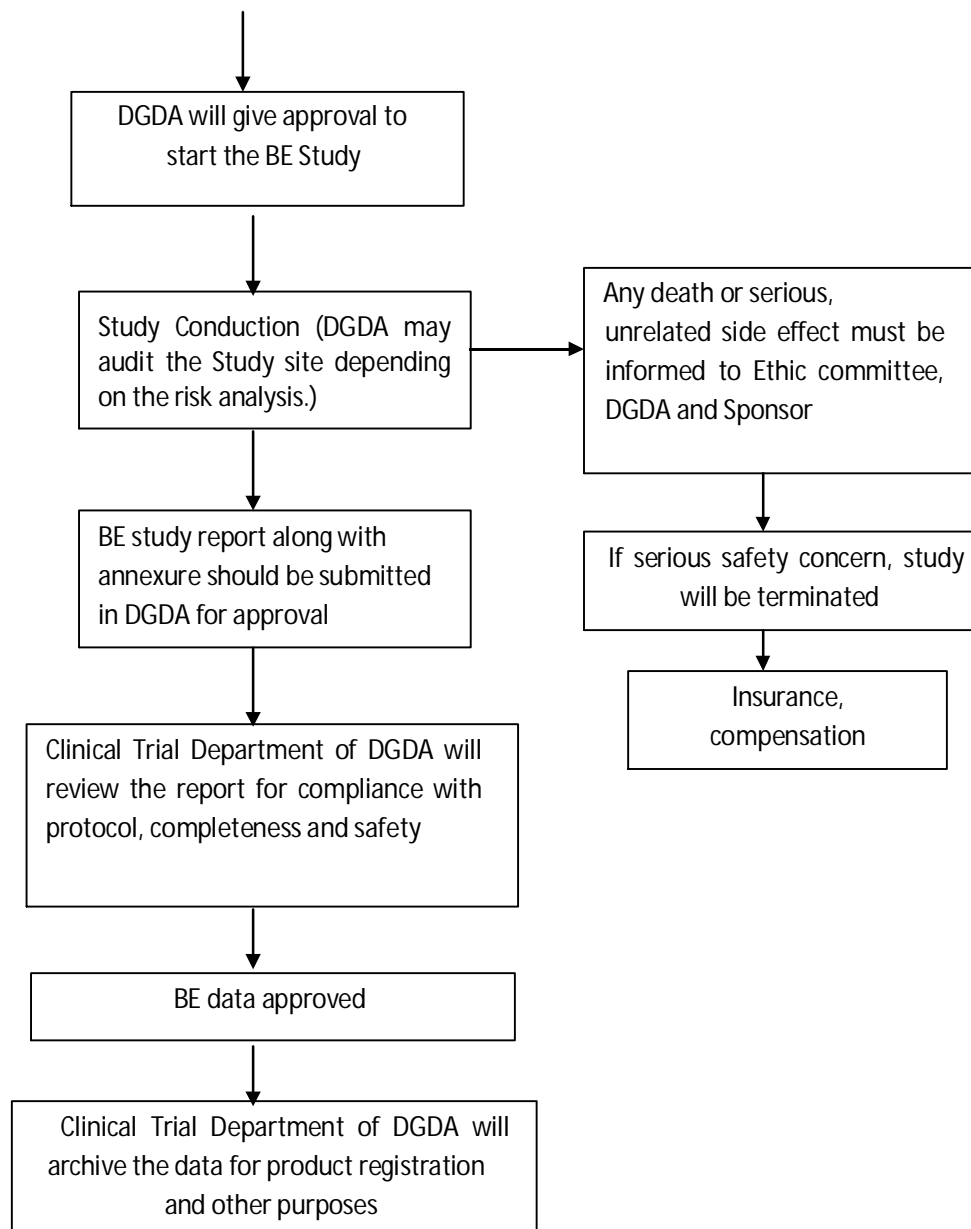 DGDA will give approval to
start the BE Study
Study Conduction (DGDA may
audit the Study site depending
on the risk analysis.)
Any death or serious,
unrelated side effect must be
informed to Ethic committee,
DGDA and Sponsor
BE study report along with
annexure should be submitted
in DGDA for approval
If serious safety concern, study
will be terminated
Insurance,
compensation
Clinical Trial Department of DGDA will
review the report for compliance with
protocol, completeness and safety
BE data approved
Clinical Trial Department of DGDA will
archive the data for product registration
and other purposes